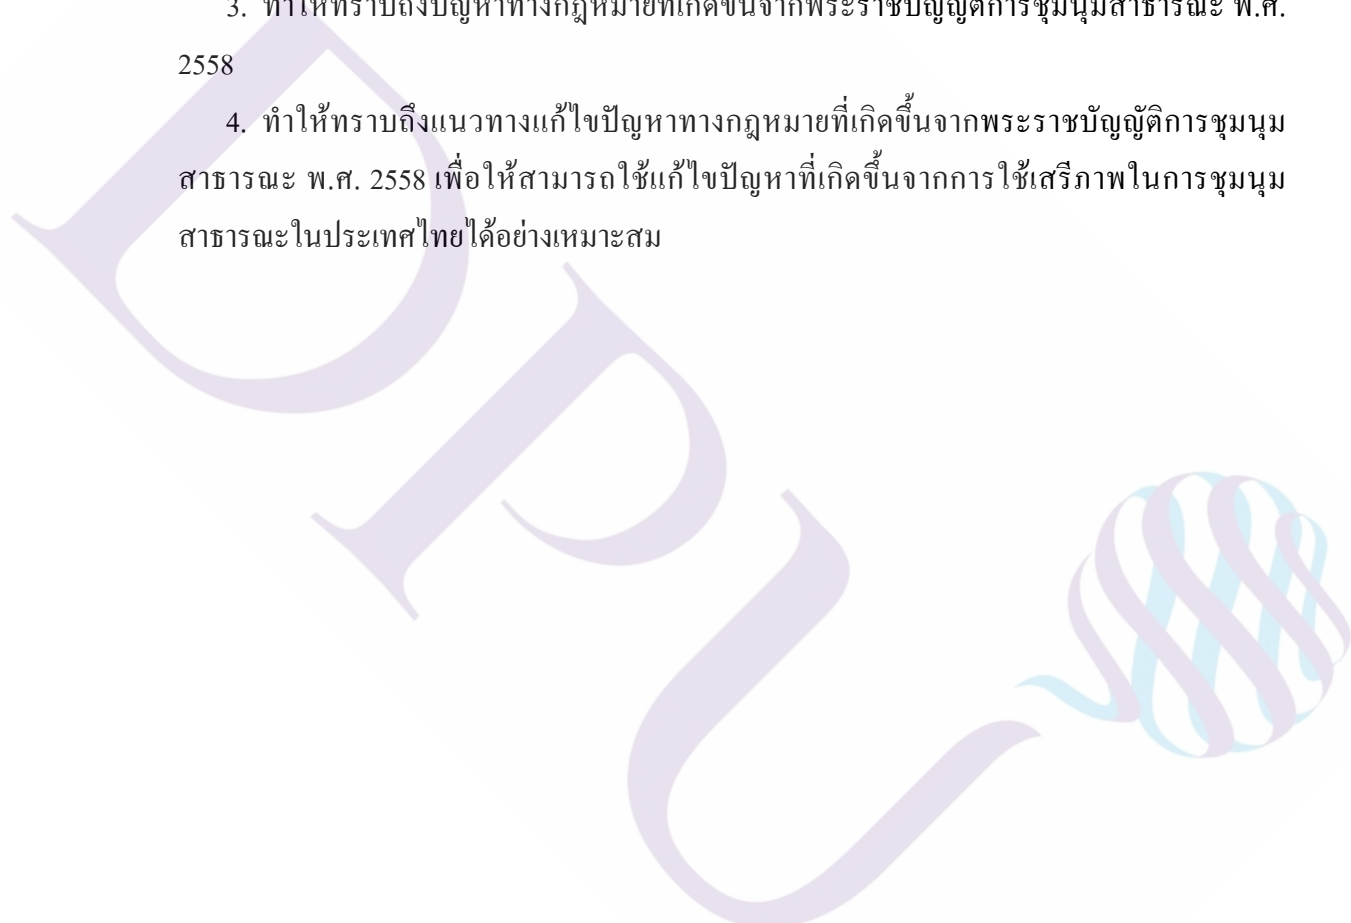 3. ทำให้ทราบถึงปัญหาทางกฎหมายที่เกิดขึ้นจากพระราชบัญญัติการชุมนุมสาธารณะ พ.ศ.
2558
4. ทำให้ทราบถึงแนวทางแก้ไขปัญหาทางกฎหมายที่เกิดขึ้นจากพระราชบัญญัติการชุมนุม
สาธารณะ พ.ศ. 2558 เพื่อให้สามารถใช้แก้ไขปัญหาที่เกิดขึ้นจากการใช้เสรีภาพในการชุมนุม
สาธารณะในประเทศไทยได้อย่างเหมาะสม
DPU